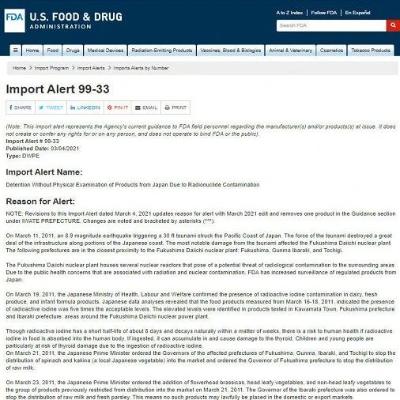 FDA U.S. FOOD & DRUG
ADMINISTRATION
A to Z Index | Follow FDA | En Español
Search FDA
Home Food Drugs Medical Devices Radiation-Emitting Products Vaccines, Blood & Biologics Animal & Veterinary Cosmetics Tobacco Products
Home > Import Program > Import Alerts > Imports Alerts by Number
Import Alert 99-33
SHARE TWEET LINKEDIN PIN IT EMAIL PRINT
(Note: This import alert represents the Agency's current guidance to FDA field personnel regarding the manufacturer(s) and/or products(s) at issue. It does
not create or confer any rights for or on any person, and does not operate to bind FDA or the public).
Import Alert # 99-33
Published Date: 03/04/2021
Type: DWPE
Import Alert Name:
Detention Without Physical Examination of Products from Japan Due to Radionuclide Contamination
Reason for Alert:
NOTE: Revisions to this Import Alert dated March 4, 2021 updates reason for alert with March 2021 edit and removes one product in the Guidance section
under IWATE PREFECTURE. Changes are noted and bracketed by asterisks (***).
On March 11, 2011, an 8.9 magnitude earthquake triggering a 30 ft tsunami struck the Pacific Coast of Japan. The force of the tsunami destroyed a great
deal of the infrastructure along portions of the Japanese coast. The most notable damage from the tsunami affected the Fukushima Daiichi nuclear plant.
The following prefectures are in the closest proximity to the Fukushima Daiichi nuclear plant: Fukushima, Gunma, Ibaraki, and Tochigi.
The Fukushima Daiichi nuclear plant houses several nuclear reactors that pose of a potential threat of radiological contamination to the surrounding areas.
Due to the public health concerns that are associated with radiation and nuclear contamination, FDA has increased surveillance of regulated products from
Japan.
On March 19, 2011, the Japanese Ministry of Health, Labour and Welfare confirmed the presence of radioactive iodine contamination in dairy, fresh
produce, and infant formula products. Japanese data analyses revealed that the food products measured from March 16-18, 2011, indicated the presence
of radioactive iodine was five times the acceptable levels. The elevated levels were identified in products tested in Kawamata Town, Fukushima prefecture
and Ibaraki prefecture, areas around the Fukushima Daiichi nuclear plant.
Though radioactive iodine has a short half-life of about 8 days and decays naturally within a matter of weeks, there is a risk to human health if radioactive
iodine in food is absorbed into the human body. If ingested, it can accumulate in and cause damage to the thyroid. Children and young people are
particularly at risk of thyroid damage due to the ingestion of radioactive iodine.
On March 21, 2011, the Japanese Prime Minister ordered the Governors of the affected prefectures of Fukushima, Gunma, Ibaraki, and Tochigi to stop the
distribution of spinach and kakina (a local Japanese vegetable) into the market and ordered the Governor of Fukushima prefecture to stop the distribution
of raw milk.
On March 23, 2011, the Japanese Prime Minister ordered the addition of flowerhead brassicas, head leafy vegetables, and non-head leafy vegetables to
the group of products previously restricted from distribution into the market on March 21, 2011. The Governor of Ibaraki prefecture was also ordered to
stop the distribution of raw milk and fresh parsley. This means no such products may lawfully be placed in the domestic or export markets.